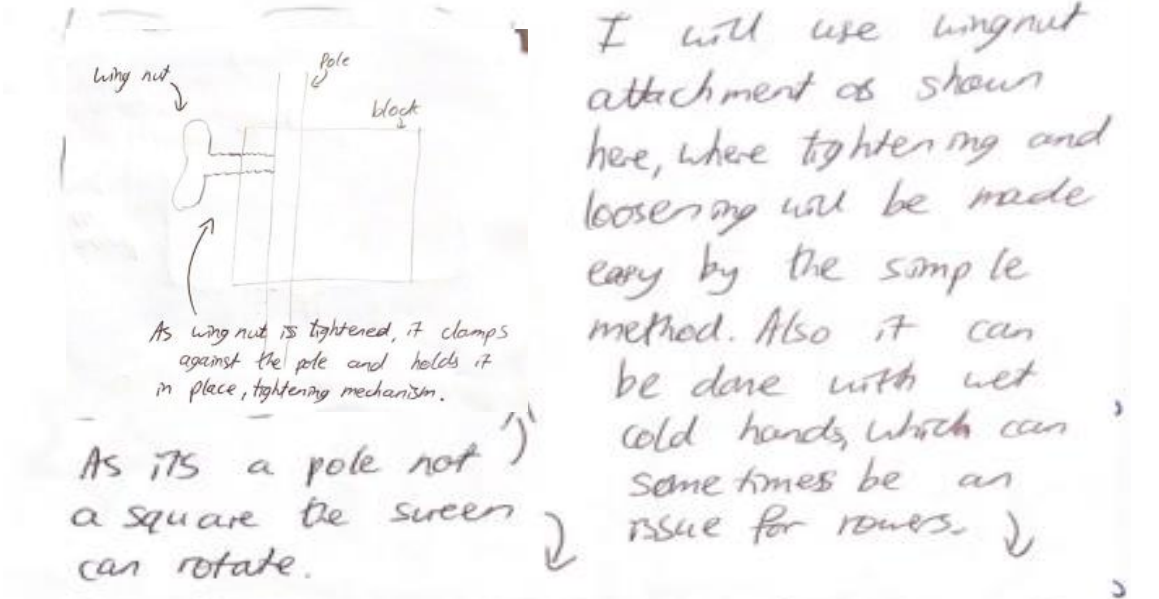 wing nut
Pole
block
As wing nut is tightened, it clamps
against the pole and holds it
in place, tightening mechanism.
As its a pole not
a square the screen
can rotate.
I will use wingnut
attachment as shown
here, where tightening and
loosening will be made
easy by the simple
method. Also it can
be done with wet
cold hands, which can
sometimes be an
issue for rowers.